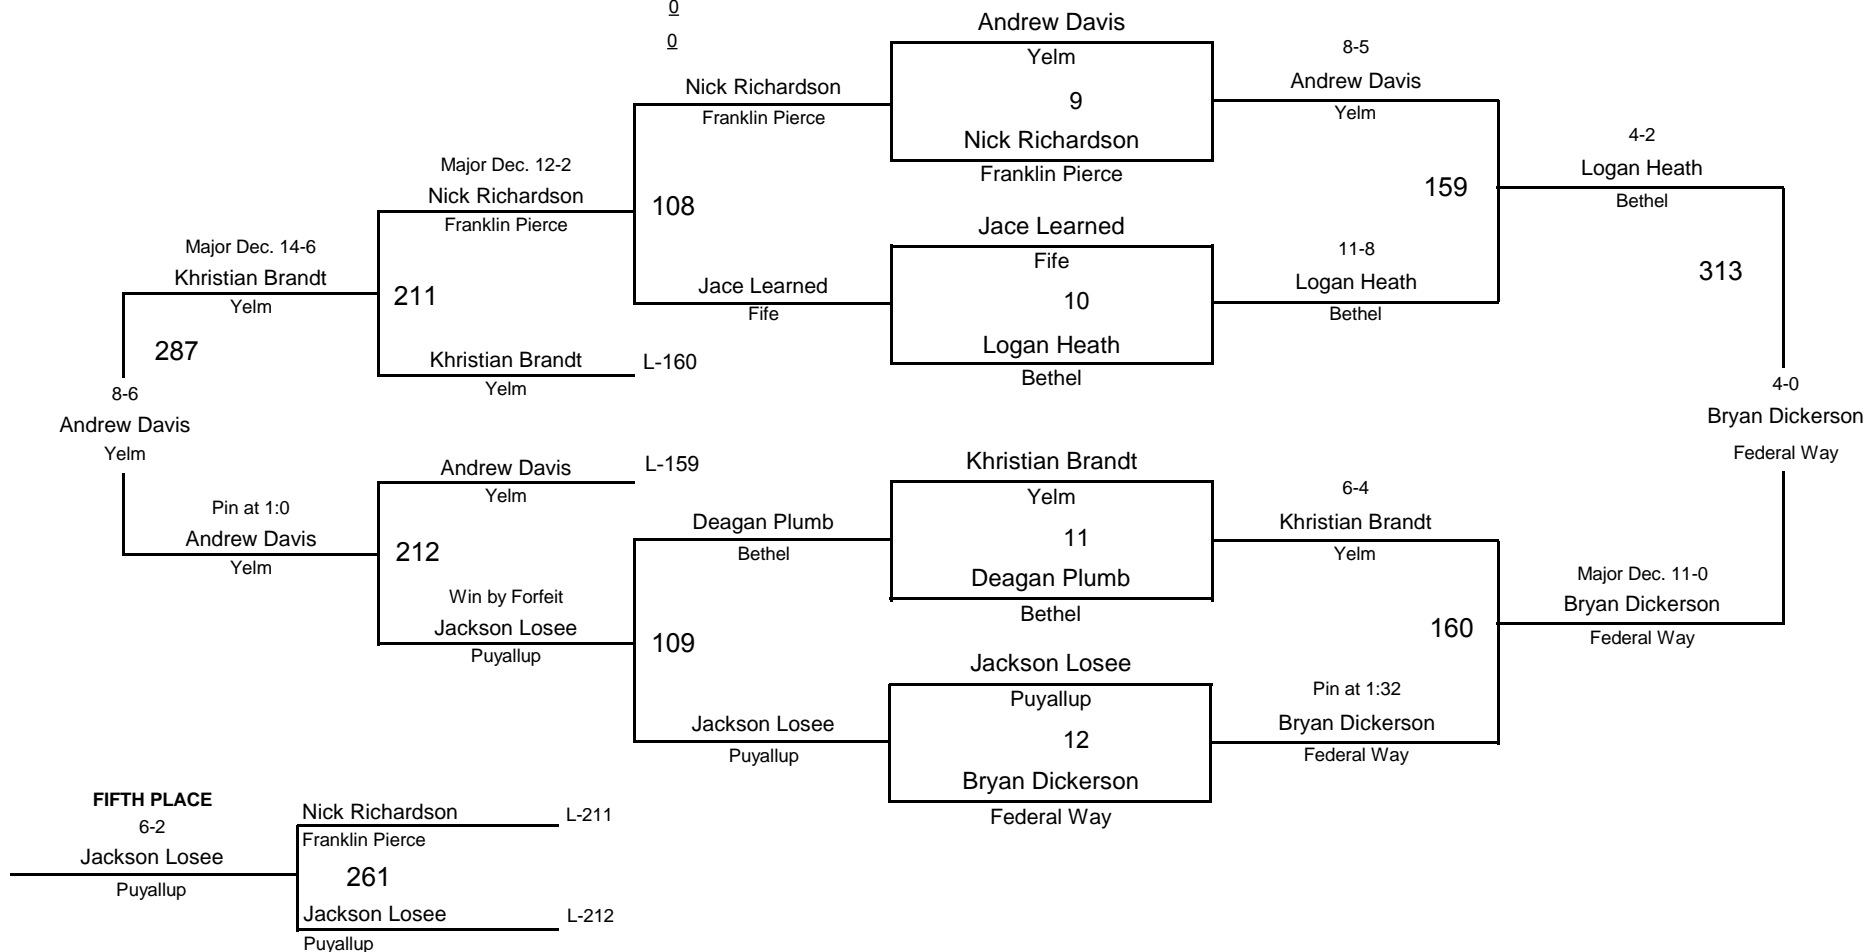 0
0
Andrew Davis
Yelm
9
Nick Richardson
Franklin Pierce
Nick Richardson
Franklin Pierce
8-5
Andrew Davis
Yelm
Major Dec. 12-2
Nick Richardson
Franklin Pierce
108
159
4-2
Logan Heath
Bethel
Jace Learned
Fife
10
Logan Heath
Bethel
Jace Learned
Fife
11-8
Logan Heath
Bethel
313
Major Dec. 14-6
Khristian Brandt
Yelm
211
Khristian Brandt
Yelm
L-160
287
8-6
Andrew Davis
Yelm
4-0
Bryan Dickerson
Federal Way
Andrew Davis
Yelm
L-159
Khristian Brandt
Yelm
11
Deagan Plumb
Bethel
Deagan Plumb
Bethel
6-4
Khristian Brandt
Yelm
Pin at 1:0
Andrew Davis
Yelm
212
Win by Forfeit
Jackson Losee
Puyallup
109
160
Major Dec. 11-0
Bryan Dickerson
Federal Way
Jackson Losee
Puyallup
12
Bryan Dickerson
Federal Way
Jackson Losee
Puyallup
Pin at 1:32
Bryan Dickerson
Federal Way
FIFTH PLACE
6-2
Jackson Losee
Puyallup
Nick Richardson
Franklin Pierce
L-211
261
Jackson Losee
Puyallup
L-212